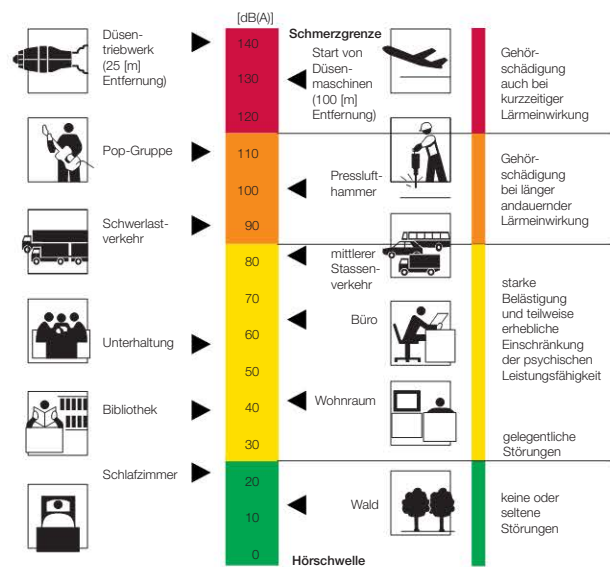 [dB(A)]
Düsen-
triebwerk
(25 [m]
Entfernung)
Pop-Gruppe
Schwerlast-
verkehr
Unterhaltung
Bibliothek
Schlafzimmer
140
130
120
110
100
90
80
70
60
50
40
30
20
10
0
Schmerzgrenze
Start von
Düsen-
maschinen
(100 [m]
Entfernung)
Pressluft-
hammer
mittlerer
Stassen-
verkehr
Büro
Wohnraum
Wald
Hörschwelle
Gehör-
schädigung
auch bei
kurzzeitiger
Lärmeinwirkung
Gehör-
schädigung
bei länger
andauernder
Lärmeinwirkung
starke
Belästigung
und teilweise
erhebliche
Einschränkung
der psychischen
Leistungsfähigkeit
gelegentliche
Störungen
keine oder
seltene
Störungen